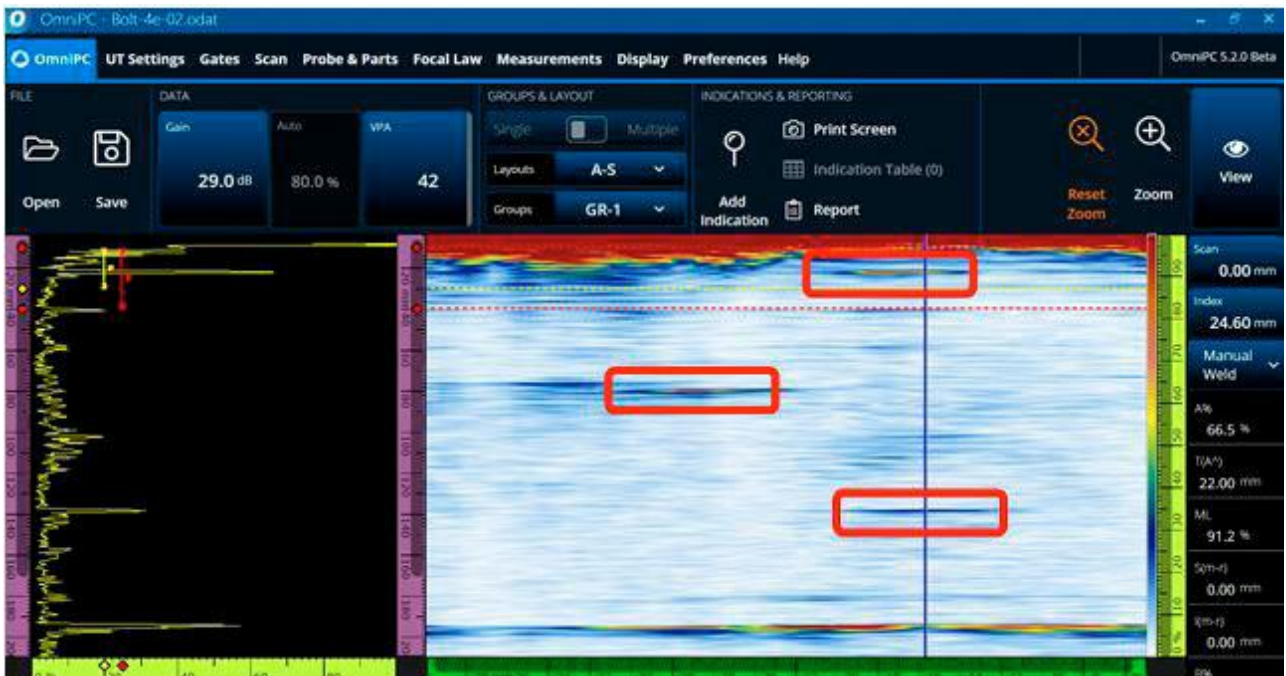 OmniPC - Bolt-4e-02.odat
OmniPC UT Settings Gates Scan Probe & Parts Focal Law Measurements Display Preferences Help
OmniPC 5.2.0 Beta
FILE
DATA
GROUPS & LAYOUT
INDICATIONS & REPORTING
Open
Save
Gain
29.0 dB
Auto
80.0 %
VPA
42
Single Multiple
Layouts A-S
Groups GR-1
Add Indication
Print Screen
Indication Table (0)
Report
Reset Zoom
Zoom
View
Scan
0.00 mm
Index
24.60 mm
Manual Weld
A%
66.5 %
T(A^)
22.00 mm
ML
91.2 %
S(m-r)
0.00 mm
I(m-r)
0.00 mm